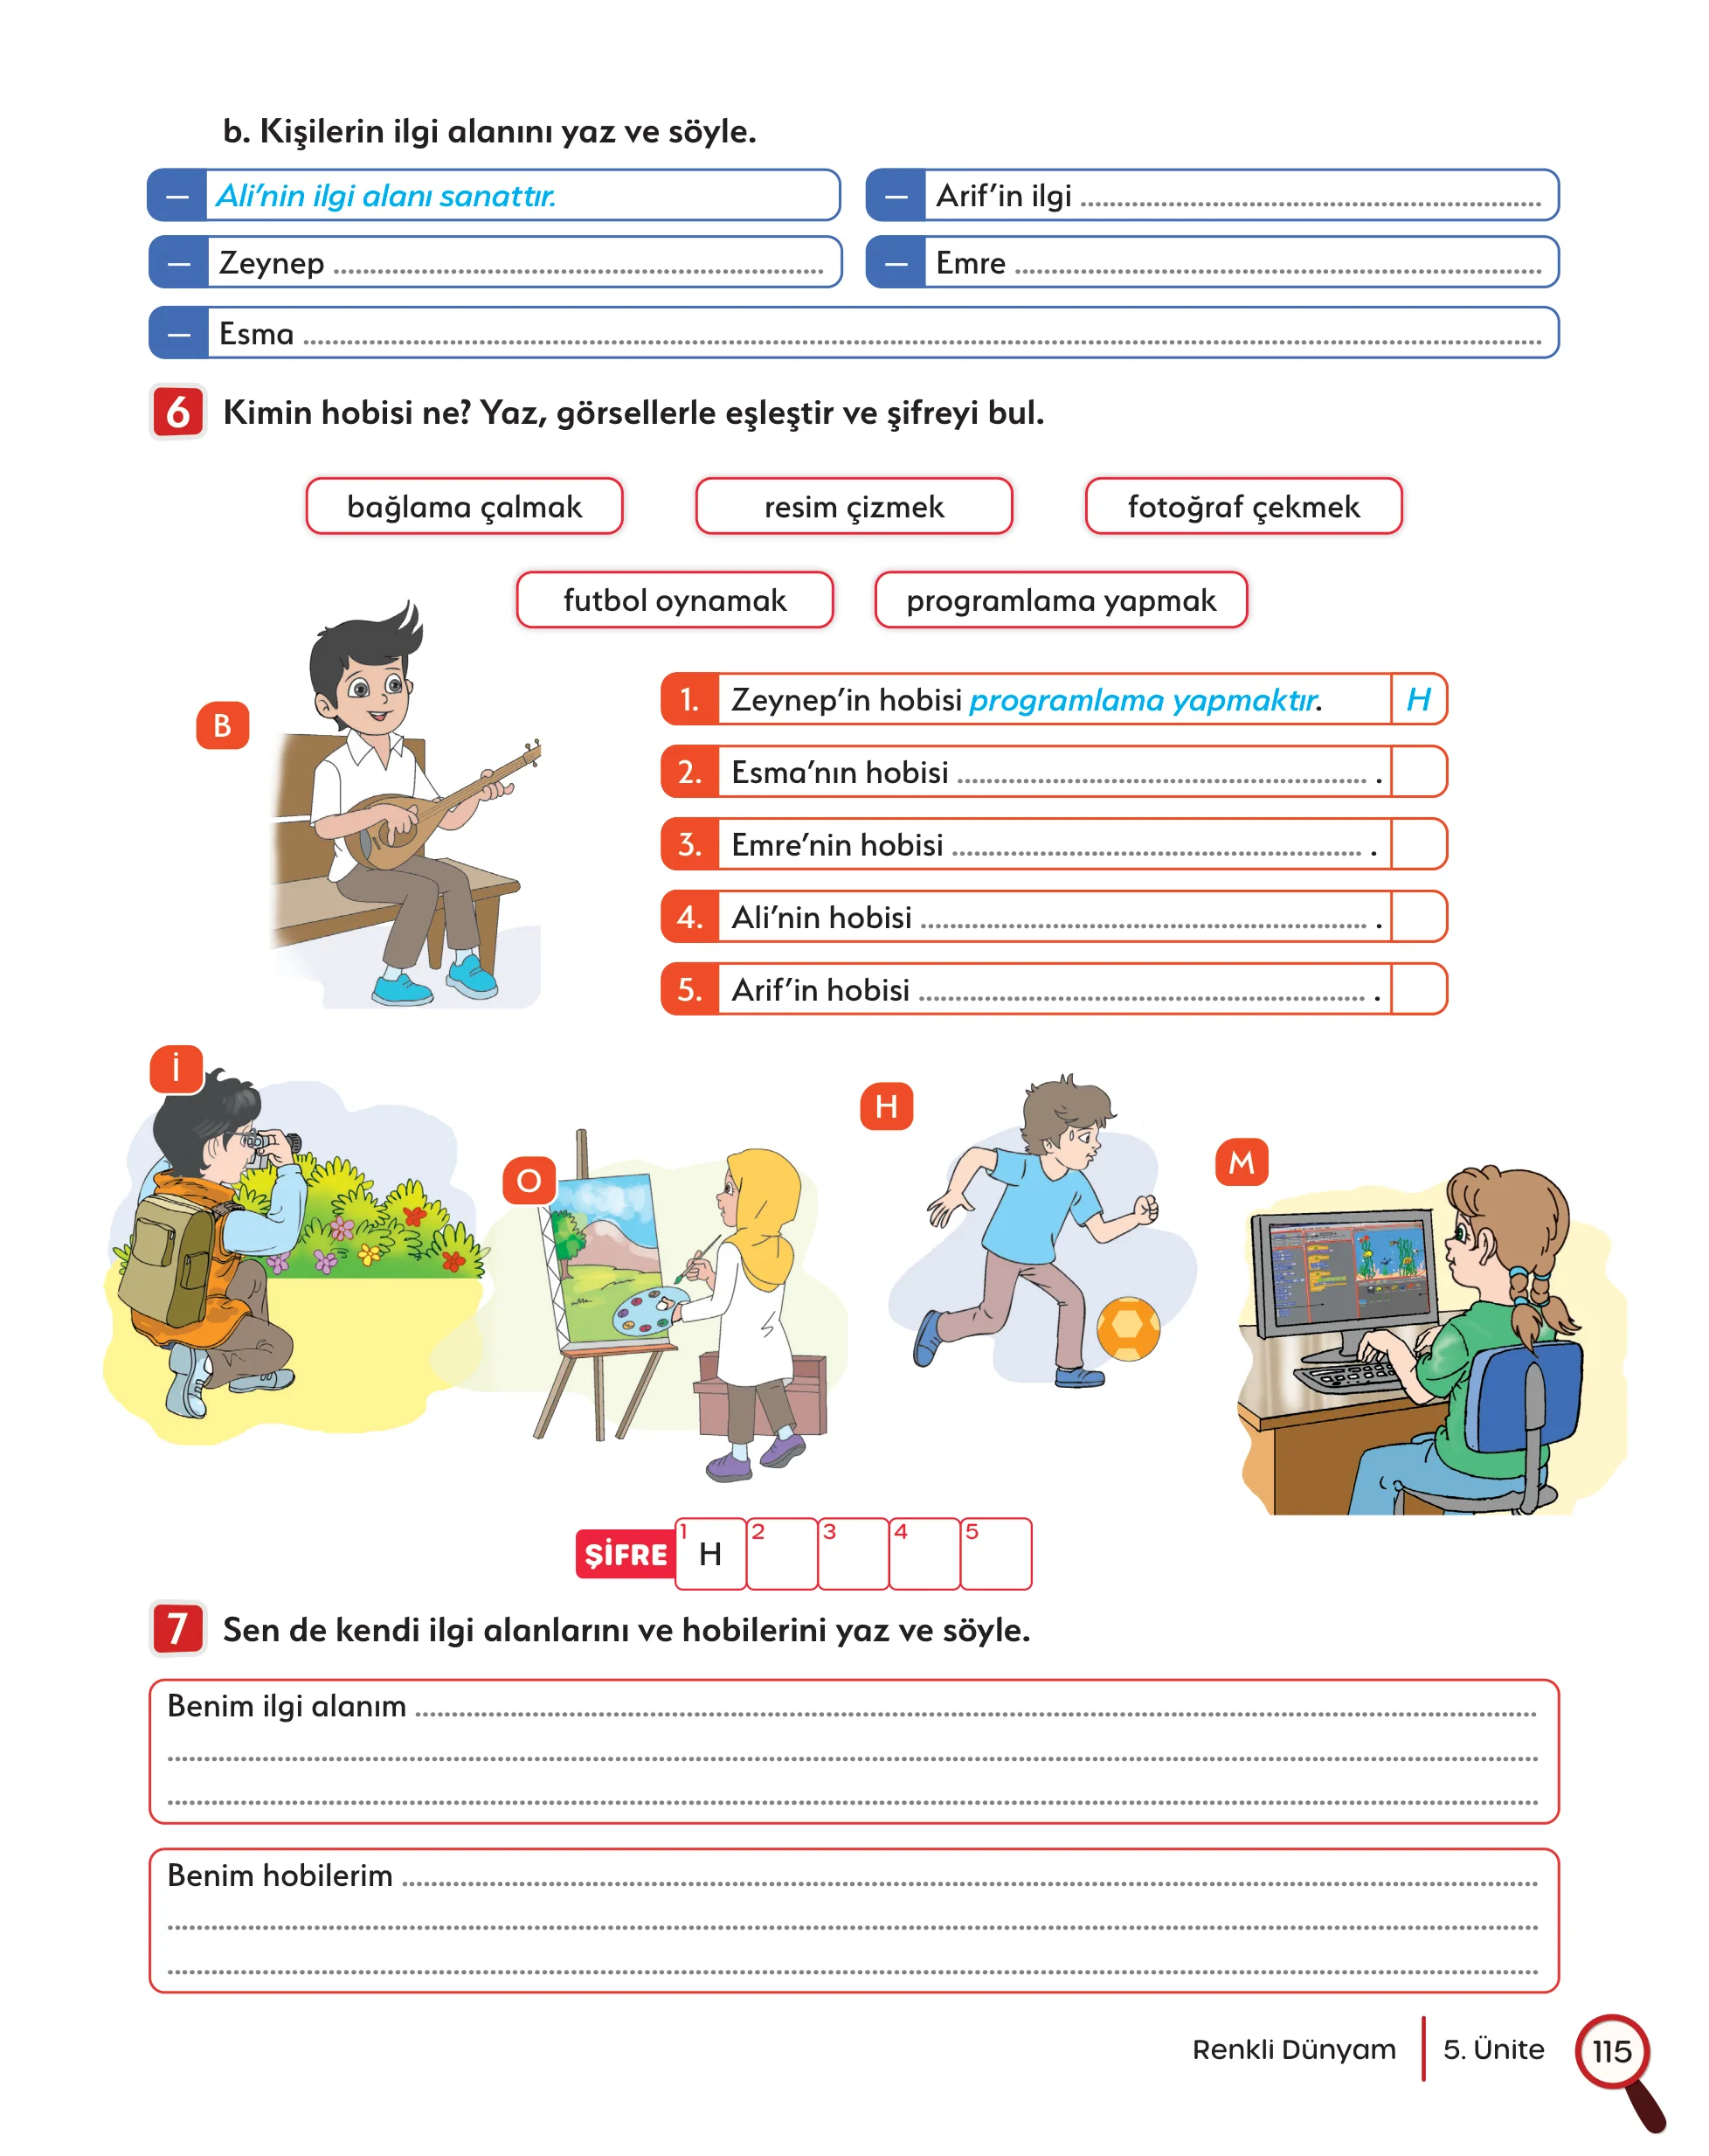 b. Kişilerin ilgi alanını yaz ve söyle.
– Ali’nin ilgi alanı sanattır.
– Arif’in ilgi ........................................
– Zeynep ........................................
– Emre ........................................
– Esma ........................................
6 Kimin hobisi ne? Yaz, görsellerle eşleştir ve şifreyi bul.
bağlama çalmak
resim çizmek
fotoğraf çekmek
futbol oynamak
programlama yapmak
B
1. Zeynep’in hobisi programlama yapmaktır. H
2. Esma’nın hobisi ........................................ .
3. Emre’nin hobisi ........................................ .
4. Ali’nin hobisi ........................................ .
5. Arif’in hobisi ........................................ .
İ
O
H
M
ŞİFRE 1 H 2 3 4 5
7 Sen de kendi ilgi alanlarını ve hobilerini yaz ve söyle.
Benim ilgi alanım ........................................
Benim hobilerim ........................................
Renkli Dünyam | 5. Ünite 115